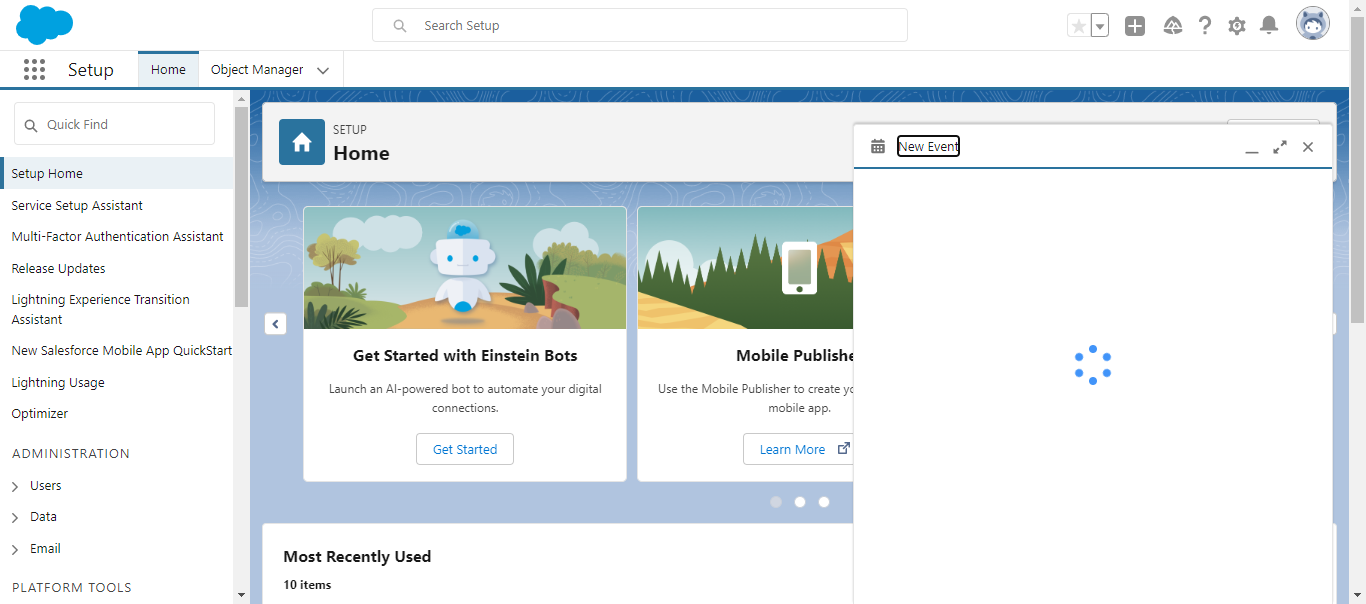 Search Setup
Setup
Home
Object Manager
Quick Find
Setup Home
Service Setup Assistant
Multi-Factor Authentication Assistant
Release Updates
Lightning Experience Transition
Assistant
New Salesforce Mobile App QuickStart
Lightning Usage
Optimizer
ADMINISTRATION
Users
Data
Email
PLATFORM TOOLS
SETUP
Home
Get Started with Einstein Bots
Launch an AI-powered bot to automate your digital
connections.
Get Started
Mobile Publishe
Use the Mobile Publisher to create yo
mobile app.
Learn More
Most Recently Used
10 items
New Event